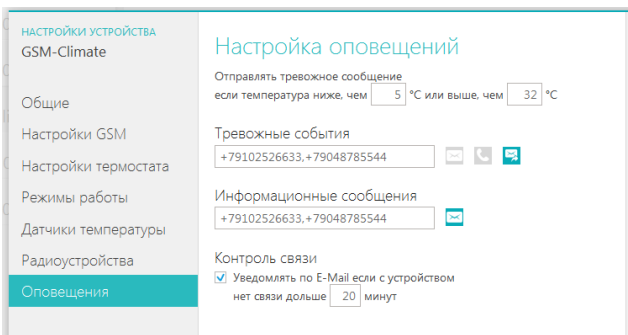 НАСТРОЙКИ УСТРОЙСТВА
GSM-Climate
Общие
Настройки GSM
Настройки термостата
Режимы работы
Датчики температуры
Радиоустройства
Оповещения
Настройка оповещений
Отправлять тревожное сообщение
если температура ниже, чем 5 °C или выше, чем 32 °C
Тревожные события
+79102526633,+79048785544
Информационные сообщения
+79102526633,+79048785544
Контроль связи
Уведомлять по E-Mail если с устройством
нет связи дольше 20 минут